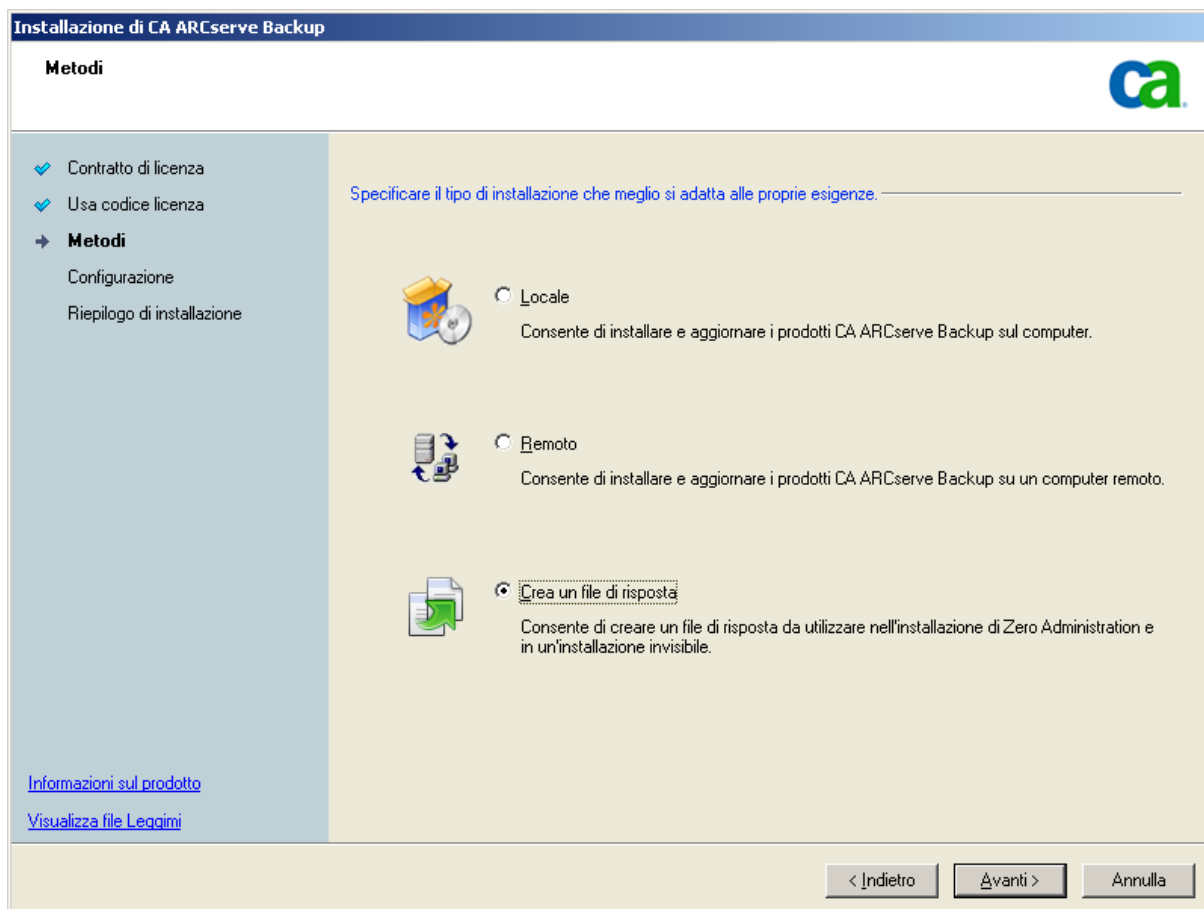 Installazione di CA ARCserve Backup
Metodi
ca
Contratto di licenza
Usa codice licenza
Metodi
Configurazione
Riepilogo di installazione
Specificare il tipo di installazione che meglio si adatta alle proprie esigenze.
Locale
Consente di installare e aggiornare i prodotti CA ARCserve Backup sul computer.
Remoto
Consente di installare e aggiornare i prodotti CA ARCserve Backup su un computer remoto.
Crea un file di risposta
Consente di creare un file di risposta da utilizzare nell'installazione di Zero Administration e
in un'installazione invisibile.
Informazioni sul prodotto
Visualizza file Leggimi
< Indietro
Avanti >
Annulla